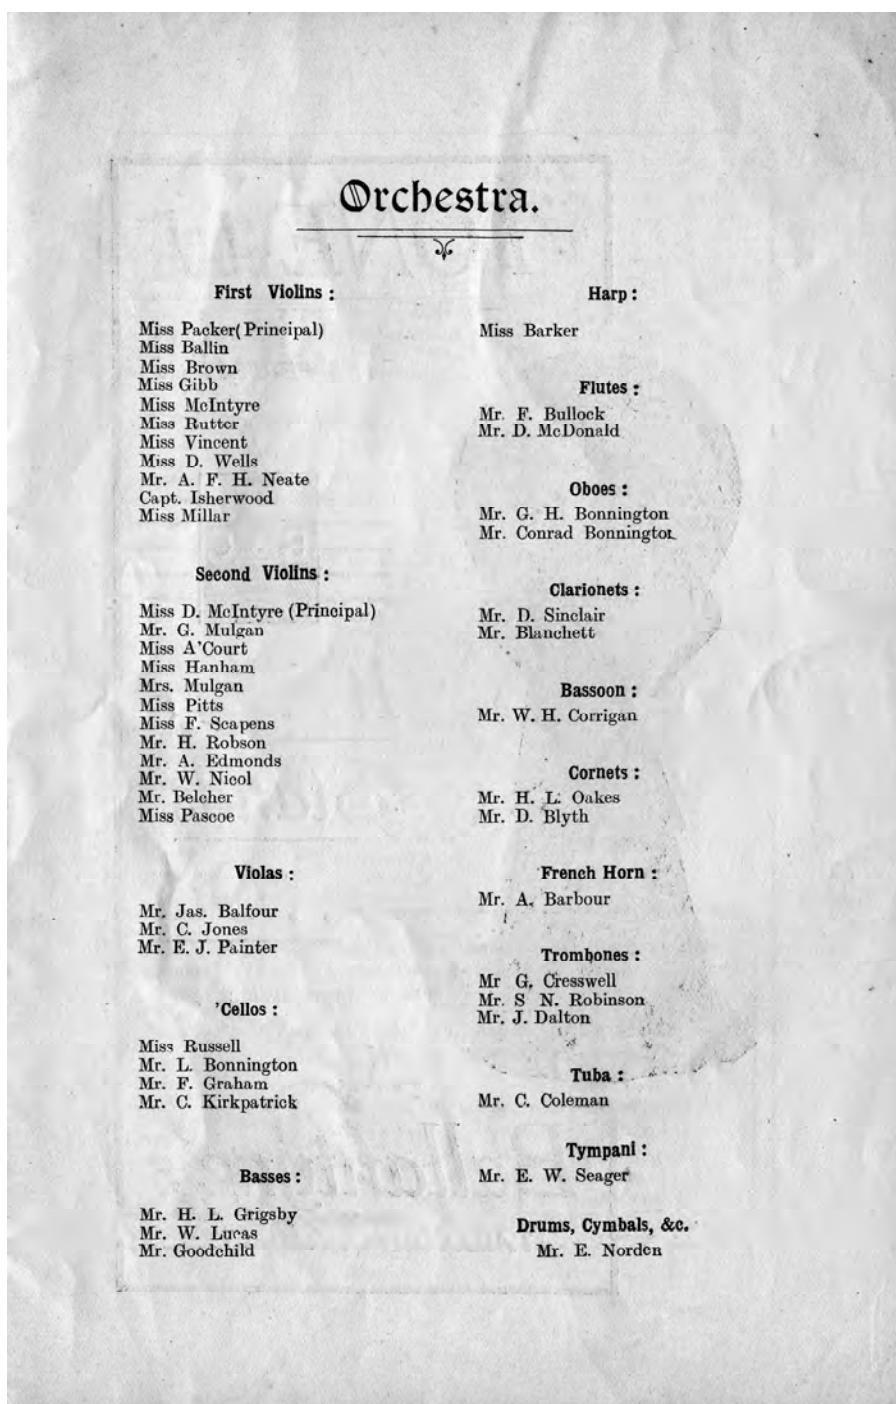 Orchestra.
First Violins :
Miss Packer( Principal)
Miss Ballin
Miss Brown
Miss Gibb
Miss McIntyre
Miss Rutter
Miss Vincent
Miss D. Wells
Mr. A. F. H. Neate
Capt. Isherwood
Miss Millar
Second Violins :
Miss D. McIntyre (Principal)
Mr. G. Mulgan
Miss A'Court
Miss Hanham
Mrs. Mulgan
Miss Pitts
Miss F. Scapens
Mr. H. Robson
Mr. A. Edmonds
Mr. W. Nicol
Mr. Belcher
Miss Pascoe
Violas :
Mr. Jas. Balfour
Mr. C. Jones
Mr. E. J. Painter
'Cellos :
Miss Russell
Mr. L. Bonnington
Mr. F. Graham
Mr. C. Kirkpatrick
Basses :
Mr. H. L. Grigsby
Mr. W. Lucas
Mr. Goodchild
Harp :
Miss Barker
Flutes :
Mr. F. Bullock
Mr. D. McDonald
Oboes :
Mr. G. H. Bonnington
Mr. Conrad Bonnington
Clarionets :
Mr. D. Sinclair
Mr. Blanchett
Bassoon :
Mr. W. H. Corrigan
Cornets :
Mr. H. L. Oakes
Mr. D. Blyth
French Horn :
Mr. A. Barbour
Trombones :
Mr G. Cresswell
Mr. S N. Robinson
Mr. J. Dalton
Tuba :
Mr. C. Coleman
Tympani :
Mr. E. W. Seager
Drums, Cymbals, &c.
Mr. E. Norden